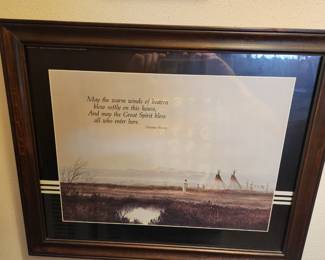 May the warm winds of heaven
blow softly on this house,
And may the Great Spirit bless
all who enter here.